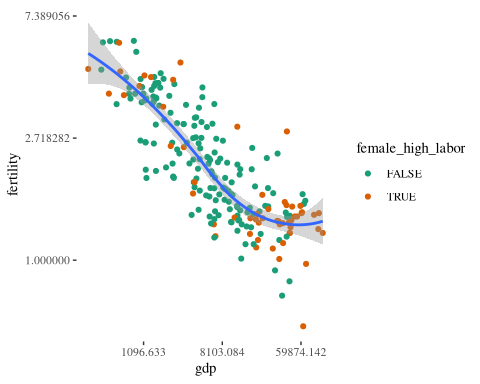 7.389056
2.718282
1.000000
fertility
1096.633
8103.084
59874.142
gdp
female_high_labor
FALSE
TRUE